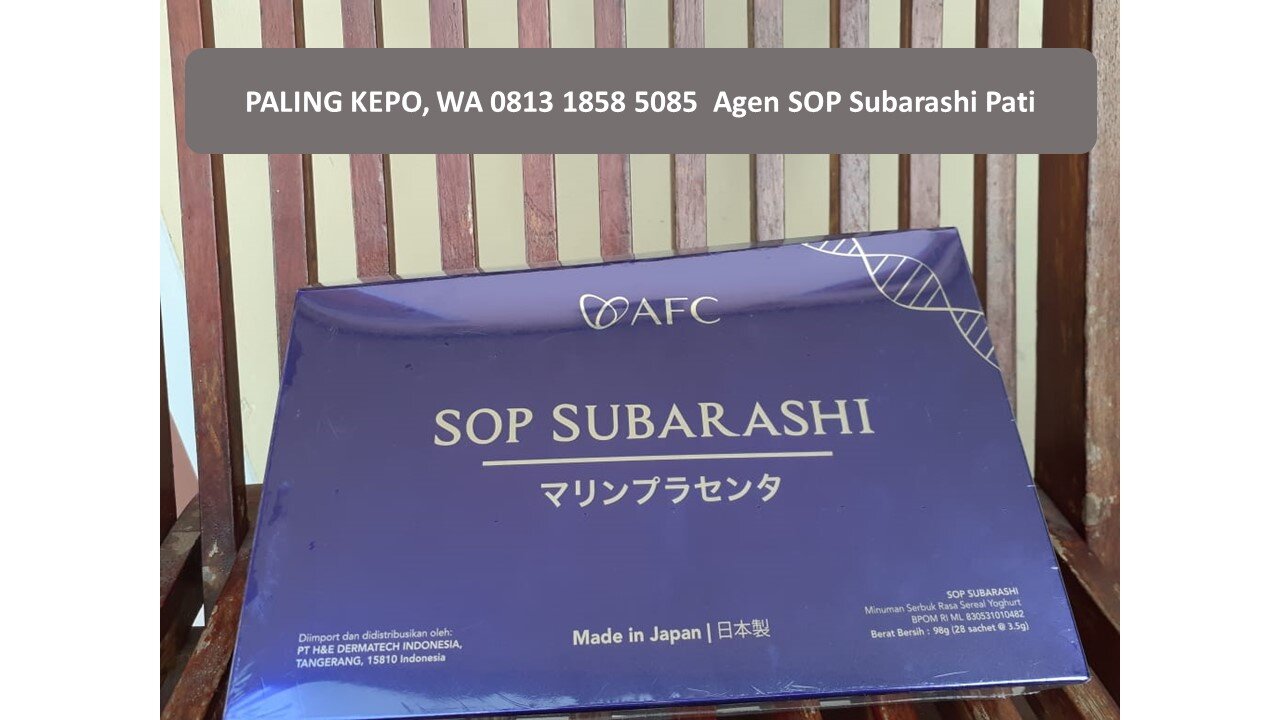 PALING KEPO, WA 0813 1858 5085  Agen SOP Subarashi Pati
AFC
SOP SUBARASHI
マリンプラセンタ
Diimport dan didistribusikan oleh:
PT H&E DERMATECH INDONESIA,
TANGERANG, 15810 Indonesia
Made in Japan | 日本製
SOP SUBARASHI
Minuman Serbuk Rasa Sereal Yoghurt
BPOM RI ML 830531010482
Berat Bersih : 98g (28 sachet @ 3.5g)